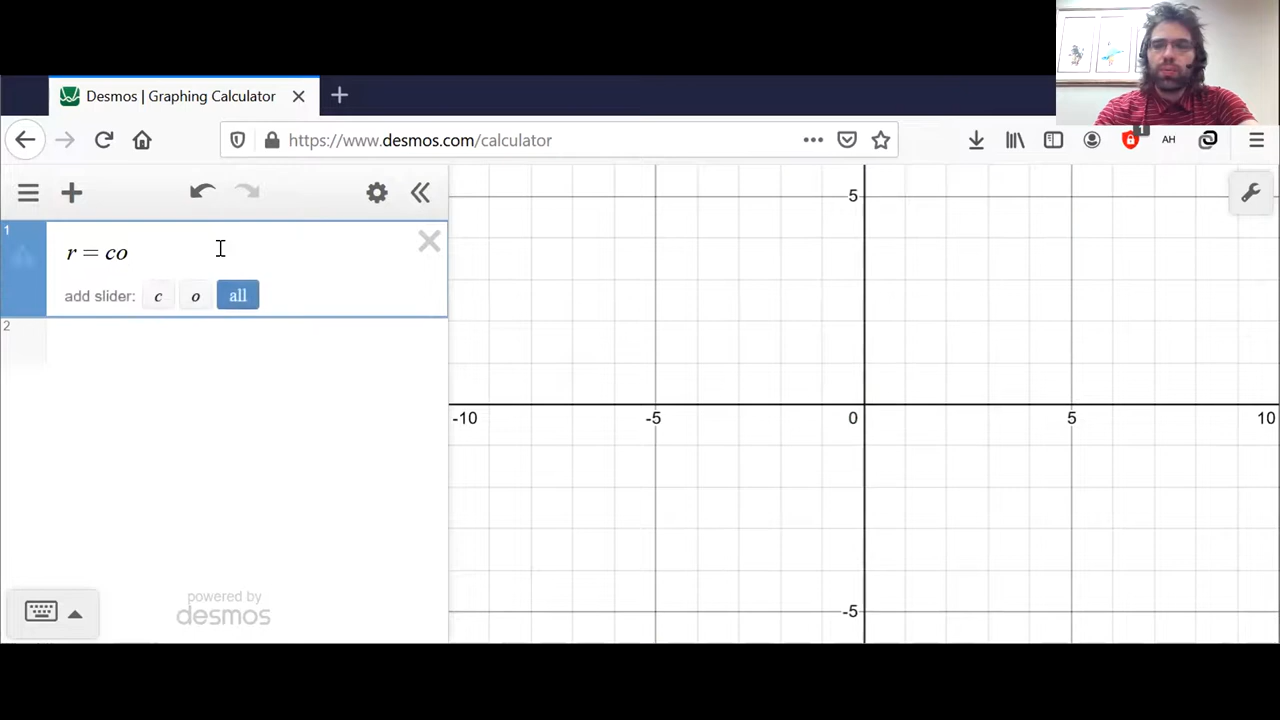 Desmos | Graphing Calculator
https://www.desmos.com/calculator
1
AH
1
r = co
add slider: c o all
2
powered by
desmos
5
-10 -5 0 5 10
-5